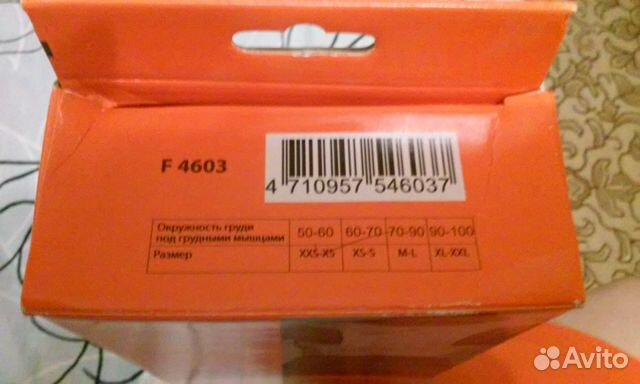 F 4603
4 710957 546037
Окружность груди под грудными мышцами 50-60 60-70 70-90 90-100
Размер XXS-XS XS-S M-L XL-XXL
Avito